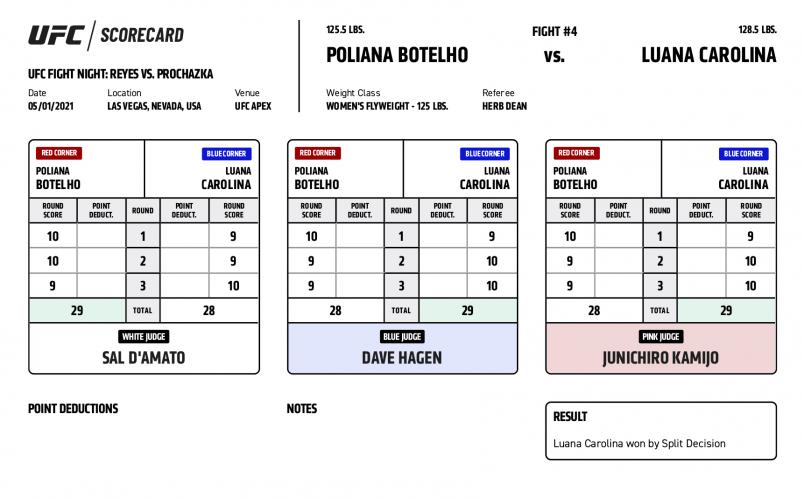 UFC / SCORECARD
UFC FIGHT NIGHT: REYES VS. PROCHAZKA
Date Location Venue
05/01/2021 LAS VEGAS, NEVADA, USA UFC APEX
125.5 LBS. FIGHT #4 128.5 LBS.
POLIANA BOTELHO VS. LUANA CAROLINA
Weight Class Referee
WOMEN'S FLYWEIGHT - 125 LBS. HERB DEAN
RED CORNER BLUE CORNER
POLIANA LUANA
BOTELHO CAROLINA
ROUND SCORE POINT DEDUCT. ROUND POINT DEDUCT. ROUND SCORE
10 1 9
10 2 9
9 3 10
29 TOTAL 28
WHITE JUDGE
SAL D'AMATO
RED CORNER BLUE CORNER
POLIANA LUANA
BOTELHO CAROLINA
ROUND SCORE POINT DEDUCT. ROUND POINT DEDUCT. ROUND SCORE
10 1 9
9 2 10
9 3 10
28 TOTAL 29
BLUE JUDGE
DAVE HAGEN
RED CORNER BLUE CORNER
POLIANA LUANA
BOTELHO CAROLINA
ROUND SCORE POINT DEDUCT. ROUND POINT DEDUCT. ROUND SCORE
10 1 9
9 2 10
9 3 10
28 TOTAL 29
PINK JUDGE
JUNICHIRO KAMIJO
POINT DEDUCTIONS
NOTES
RESULT
Luana Carolina won by Split Decision